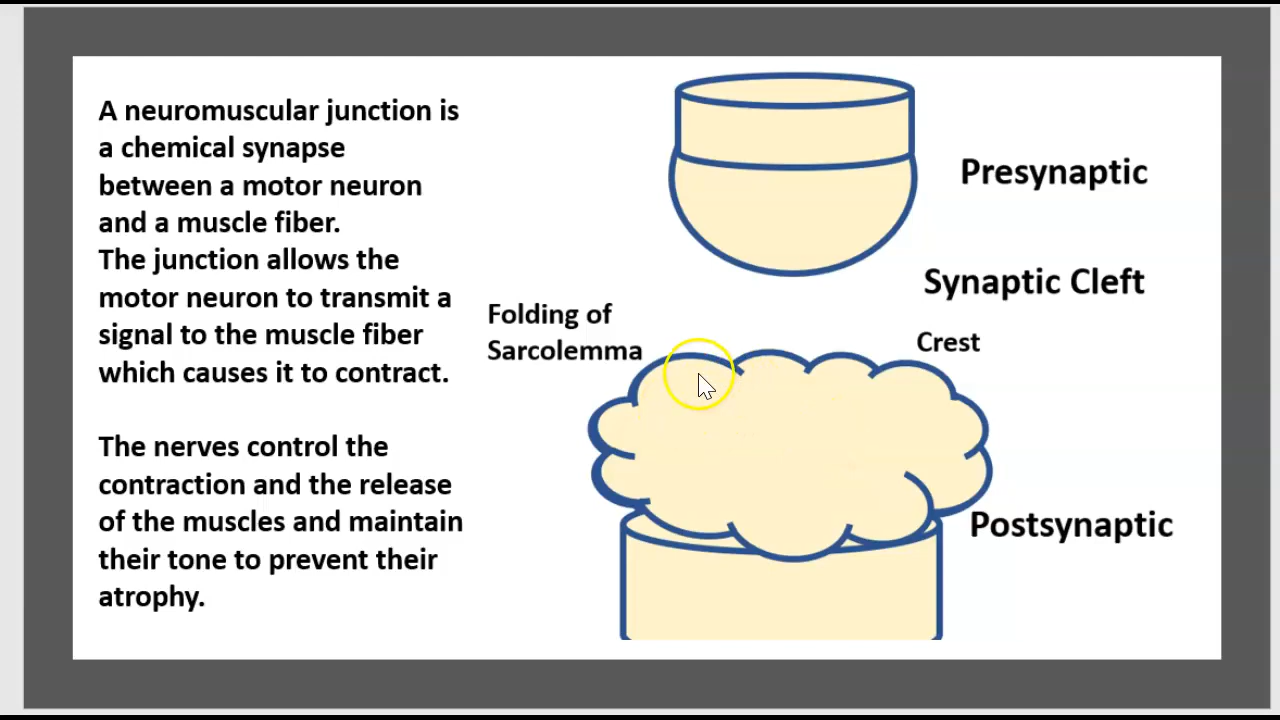 A neuromuscular junction is
a chemical synapse
between a motor neuron
and a muscle fiber.
The junction allows the
motor neuron to transmit a
signal to the muscle fiber
which causes it to contract.
The nerves control the
contraction and the release
of the muscles and maintain
their tone to prevent their
atrophy.
Presynaptic
Synaptic Cleft
Folding of
Sarcolemma
Crest
Postsynaptic